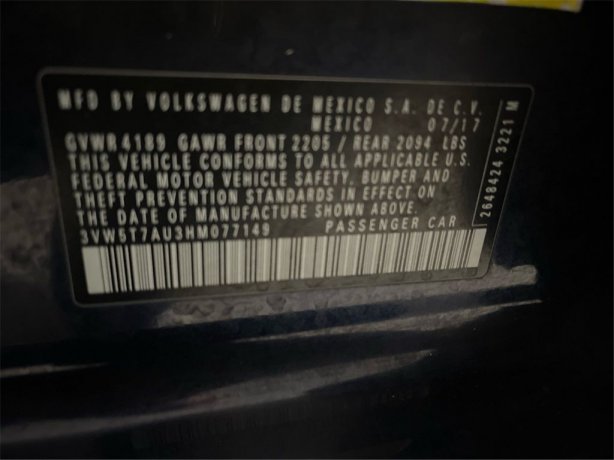 MFD BY VOLKSWAGEN DE MEXICO S.A. DE C.V.
MEXICO 07/17
GVWR 4189 GAWR FRONT 2205 / REAR 2094 LBS
THIS VEHICLE CONFORMS TO ALL APPLICABLE U.S.
FEDERAL MOTOR VEHICLE SAFETY, BUMPER AND
THEFT PREVENTION STANDARDS IN EFFECT ON
THE DATE OF MANUFACTURE SHOWN ABOVE.
3VW5T7AU3HM077149 PASSENGER CAR
2648424 3221 M